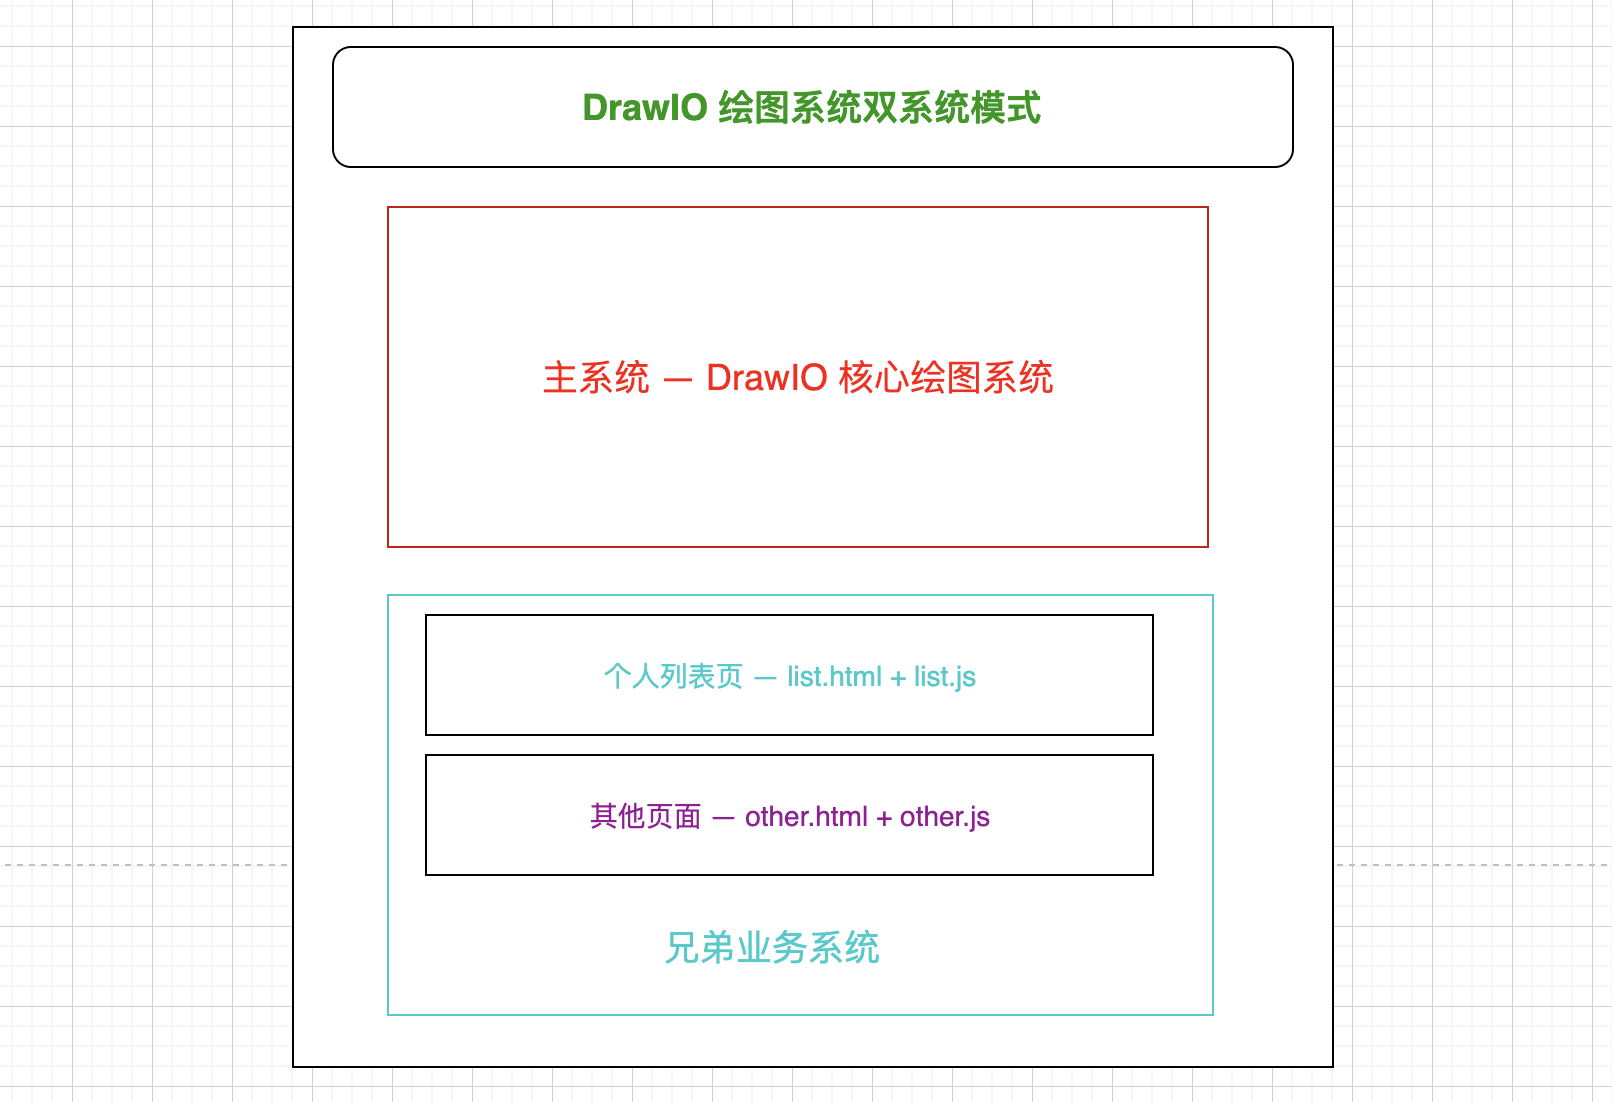 DrawIO 绘图系统双系统模式
主系统 — DrawIO 核心绘图系统
个人列表页 — list.html + list.js
其他页面 — other.html + other.js
兄弟业务系统